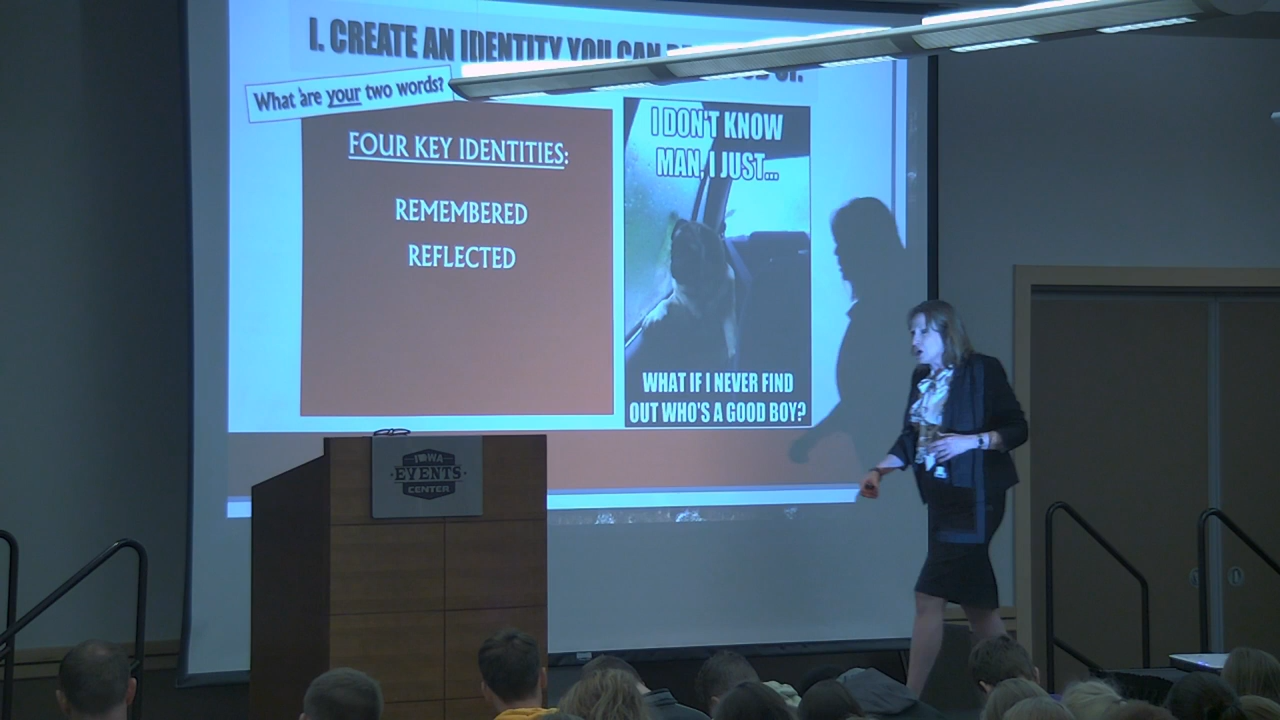 I. CREATE AN IDENTITY YOU CAN
What are your two words?
FOUR KEY IDENTITIES:
REMEMBERED
REFLECTED
I DON'T KNOW
MAN, I JUST...
WHAT IF I NEVER FIND
OUT WHO'S A GOOD BOY?
IOWA
EVENTS
CENTER